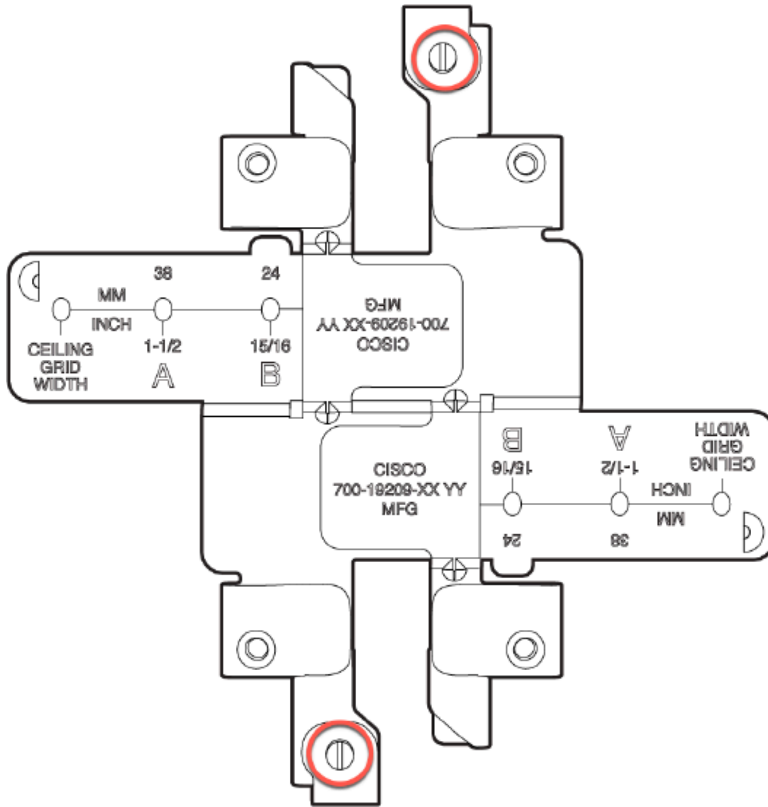 38 24
MM
INCH
1-1/2 15/16
CEILING
GRID
WIDTH
A B
CISCO
700-19209-XX YY
MFG
CISCO
700-19209-XX YY
MFG
CEILING
GRID
WIDTH
A B
1-1/2 15/16
INCH
MM
38 24